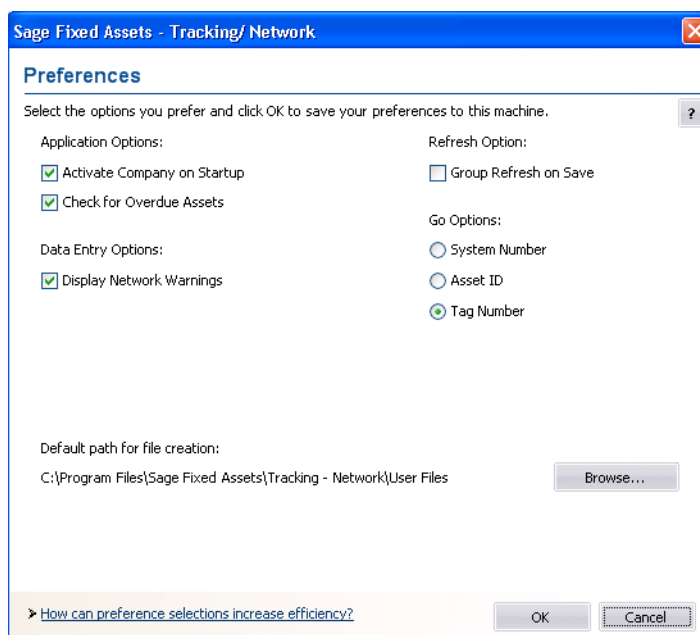 Sage Fixed Assets - Tracking/ Network
Preferences
Select the options you prefer and click OK to save your preferences to this machine.
?
Application Options:
Activate Company on Startup
Check for Overdue Assets
Data Entry Options:
Display Network Warnings
Refresh Option:
Group Refresh on Save
Go Options:
System Number
Asset ID
Tag Number
Default path for file creation:
C:\Program Files\Sage Fixed Assets\Tracking - Network\User Files
Browse...
How can preference selections increase efficiency?
OK
Cancel